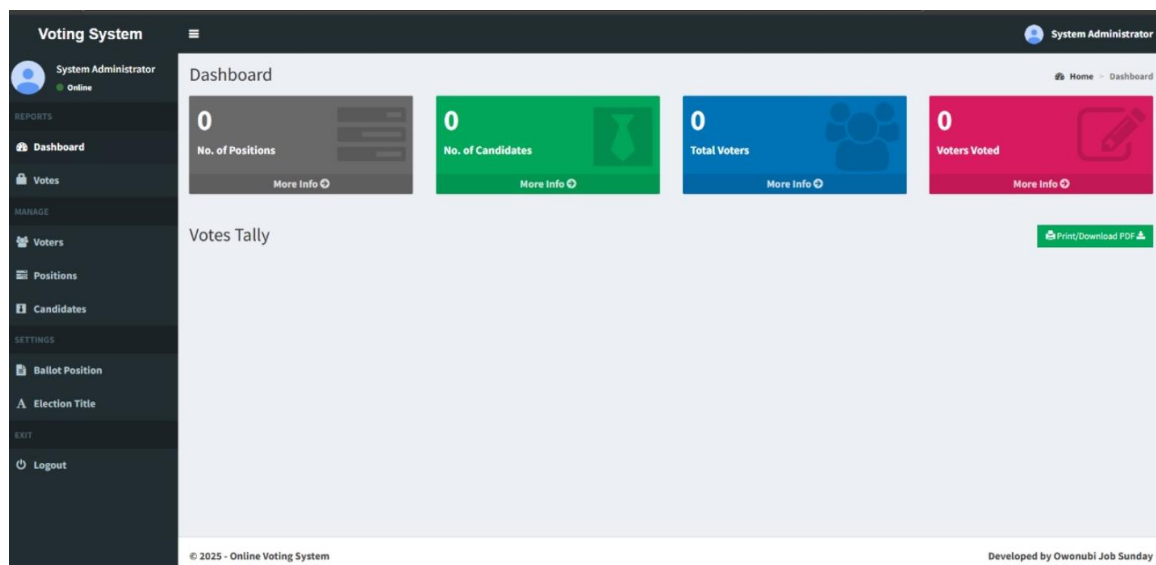 Voting System
System Administrator
System Administrator
Online
Dashboard
Home > Dashboard
REPORTS
Dashboard
Votes
MANAGE
Voters
Positions
Candidates
SETTINGS
Ballot Position
A Election Title
EXIT
Logout
0
No. of Positions
More Info
0
No. of Candidates
More Info
0
Total Voters
More Info
0
Voters Voted
More Info
Votes Tally
Print/Download PDF
© 2025 - Online Voting System
Developed by Owonubi Job Sunday